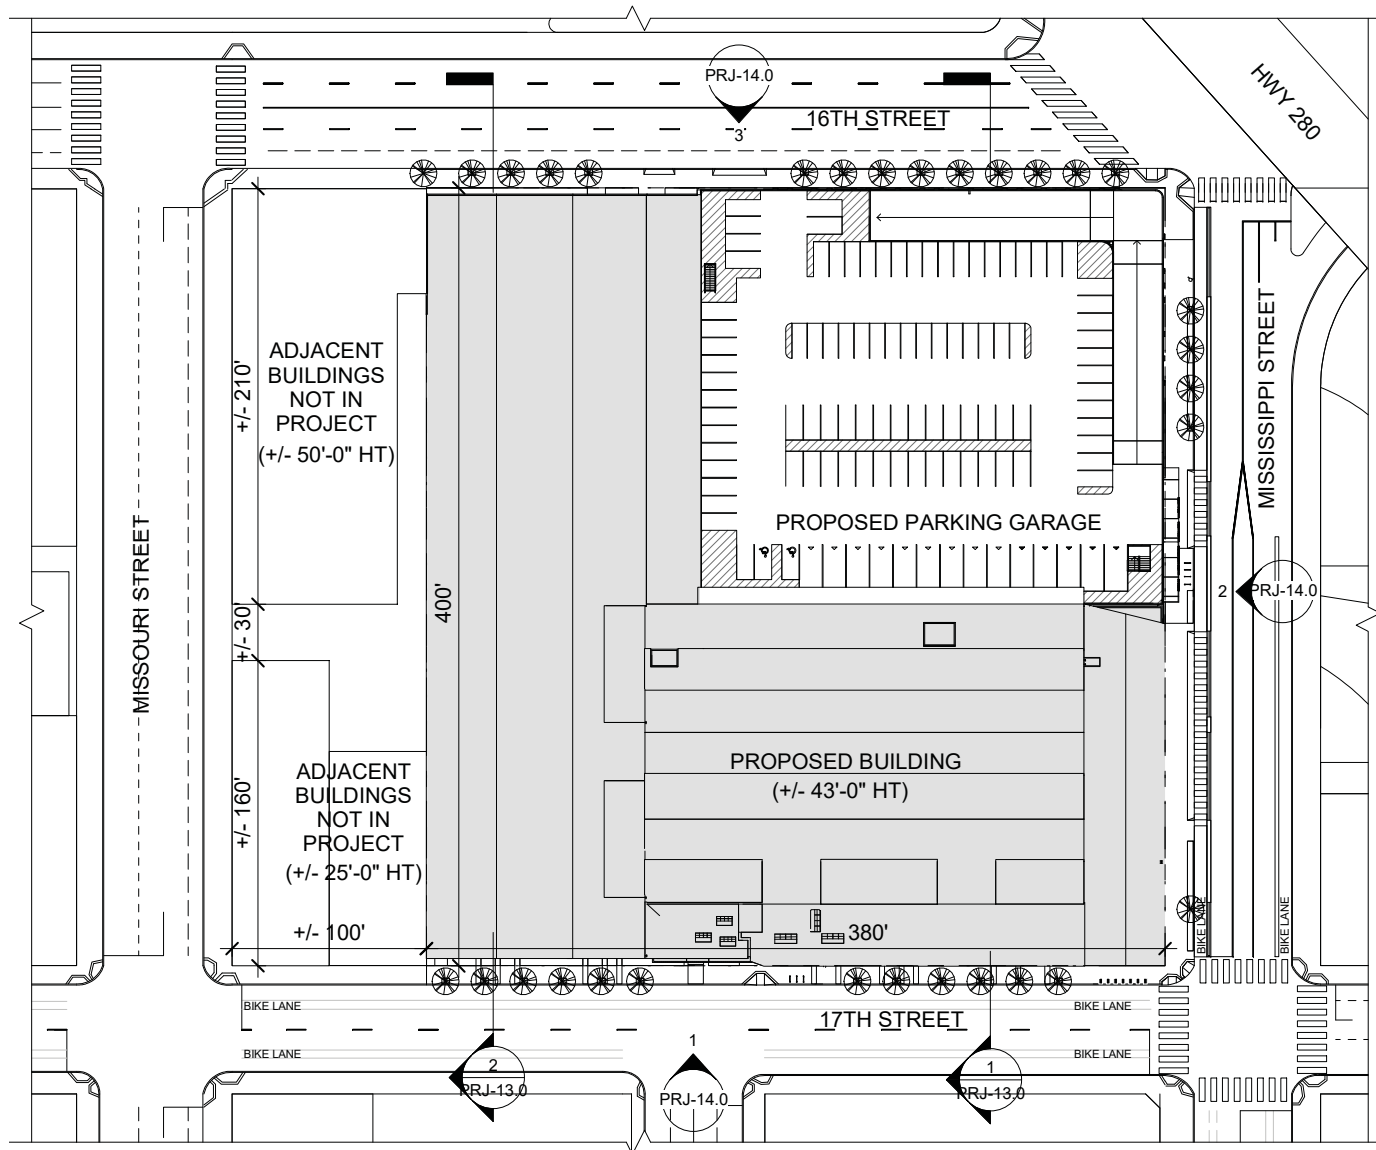 PRJ-14.0
3
16TH STREET
HWY 280
ADJACENT
BUILDINGS
NOT IN
PROJECT
(+/- 50'-0" HT)
+/- 210'
MISSISSIPPI STREET
MISSOURI STREET
PROPOSED PARKING GARAGE
400'
+/- 30'
2
PRJ-14.0
PROPOSED BUILDING
(+/- 43'-0" HT)
ADJACENT
BUILDINGS
NOT IN
PROJECT
(+/- 25'-0" HT)
+/- 160'
+/- 100'
380'
BIKE LANE
BIKE LANE
BIKE LANE
17TH STREET
BIKE LANE
BIKE LANE
BIKE LANE
2
PRJ-13.0
1
PRJ-14.0
1
PRJ-13.0